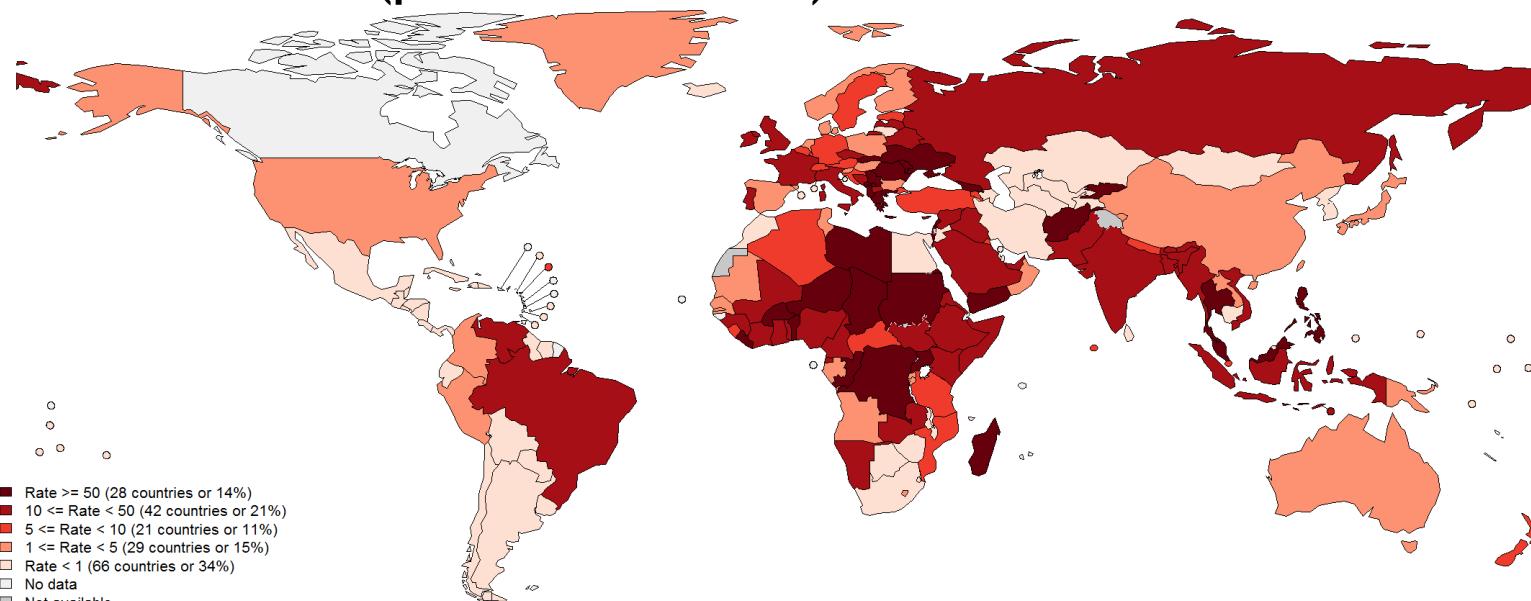 Rate >= 50 (28 countries or 14%)
10 <= Rate < 50 (42 countries or 21%)
5 <= Rate < 10 (21 countries or 11%)
1 <= Rate < 5 (29 countries or 15%)
Rate < 1 (66 countries or 34%)
No data